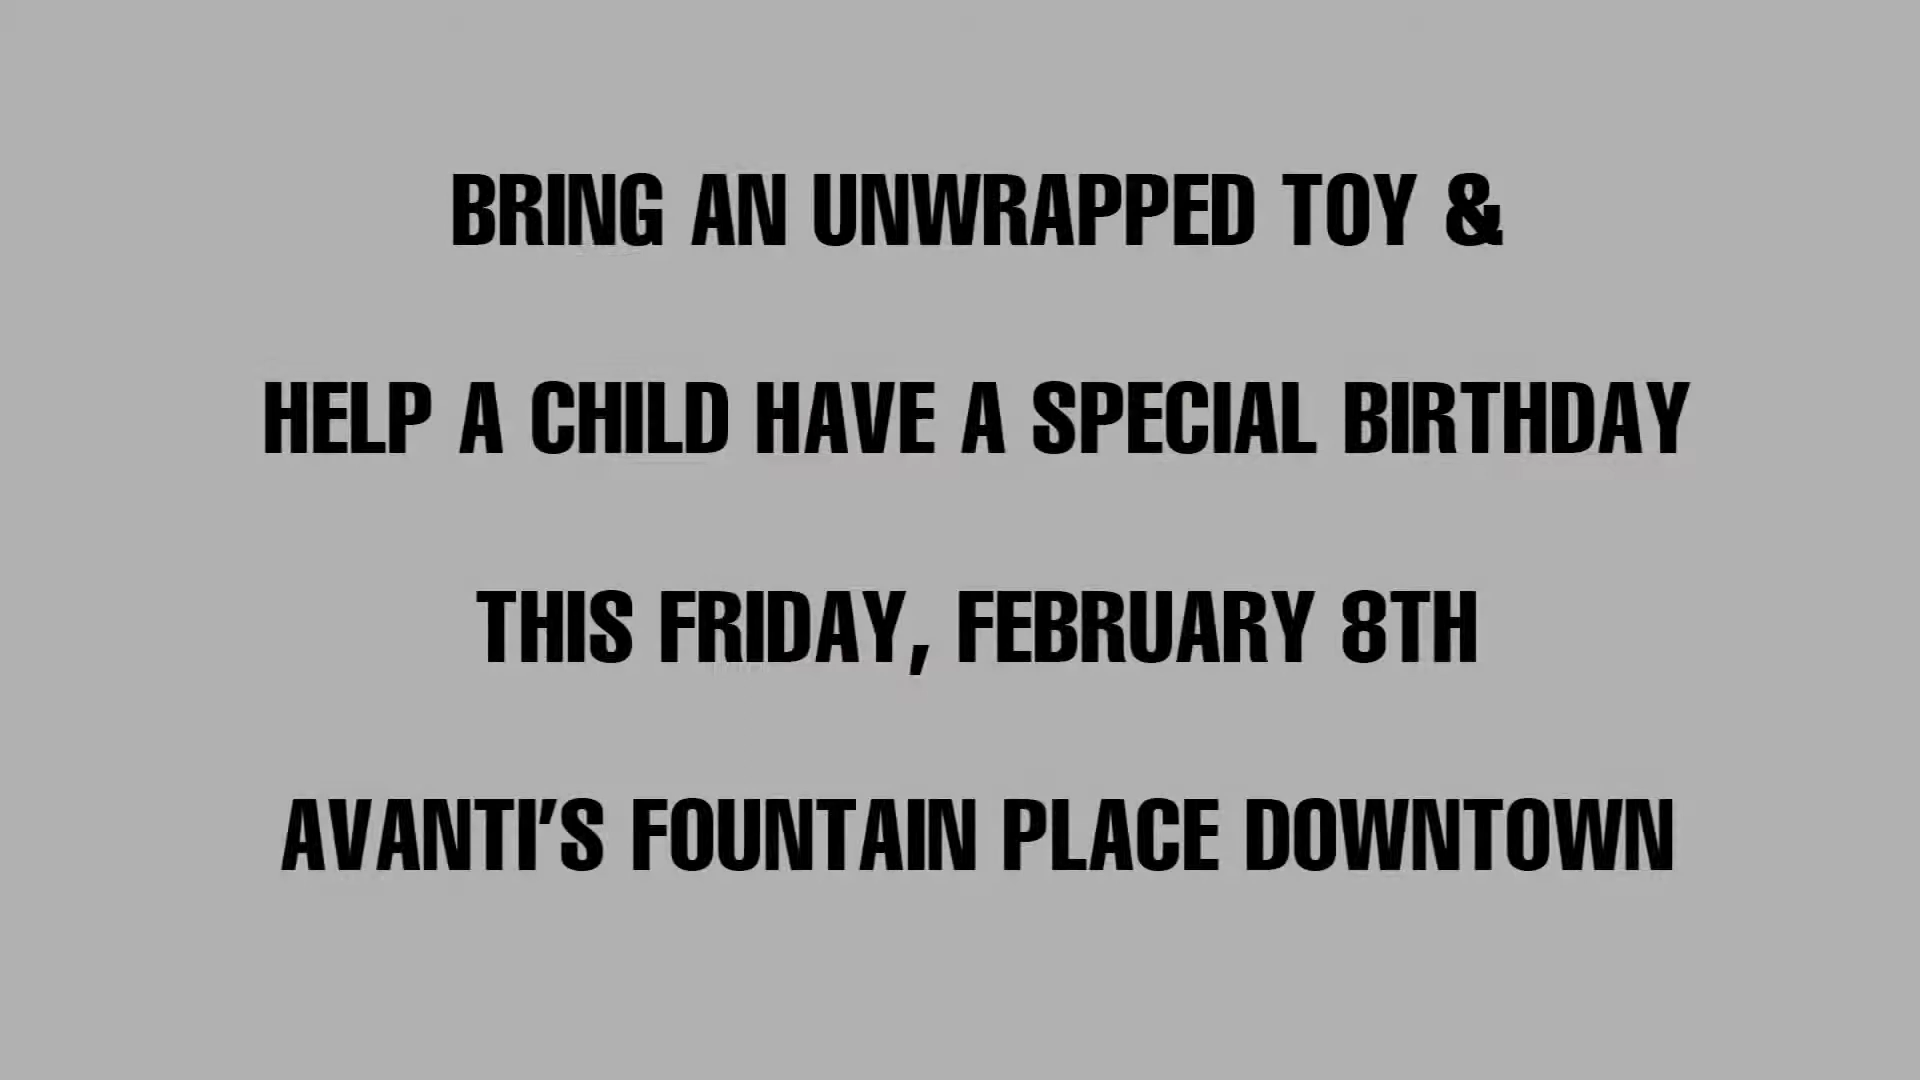 BRING AN UNWRAPPED TOY &
HELP A CHILD HAVE A SPECIAL BIRTHDAY
THIS FRIDAY, FEBRUARY 8TH
AVANTI’S FOUNTAIN PLACE DOWNTOWN